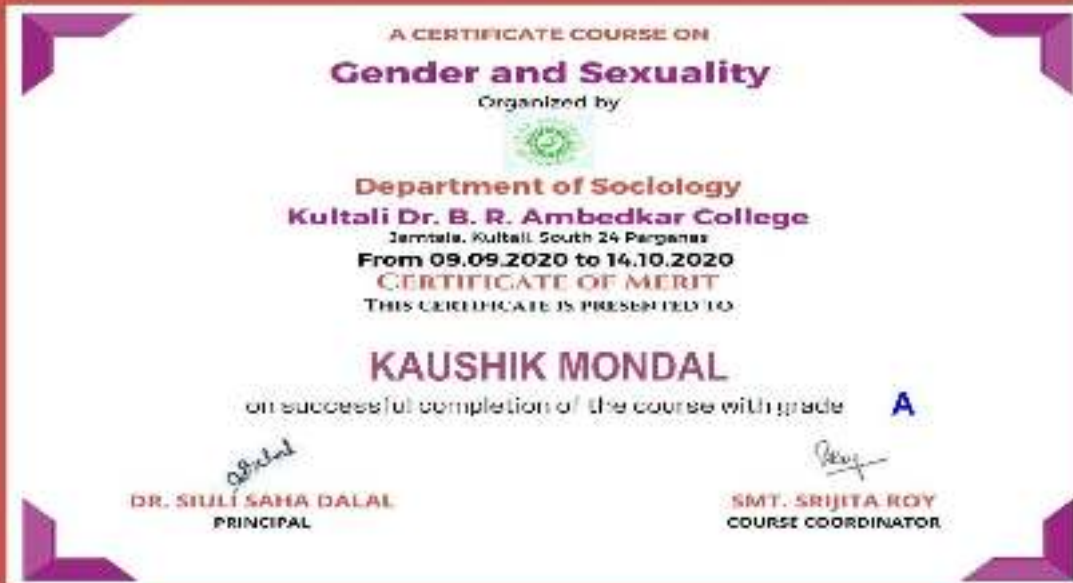 A CERTIFICATE COURSE ON
Gender and Sexuality
Organized by
Department of Sociology
Kultali Dr. B. R. Ambedkar College
Jamtala, Kultali, South 24 Parganas
From 09.09.2020 to 14.10.2020
CERTIFICATE OF MERIT
THIS CERTIFICATE IS PRESENTED TO
KAUSHIK MONDAL
on successful completion of the course with grade A
DR. SIULI SAHA DALAL
PRINCIPAL
SMT. SRIJITA ROY
COURSE COORDINATOR